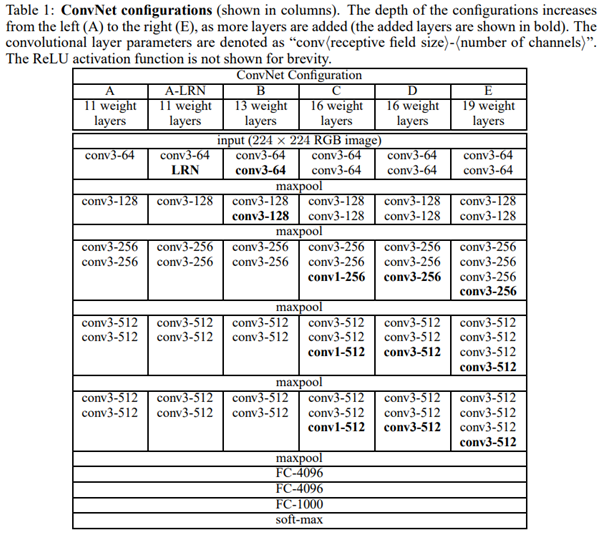 Table 1: ConvNet configurations (shown in columns). The depth of the configurations increases
from the left (A) to the right (E), as more layers are added (the added layers are shown in bold). The
convolutional layer parameters are denoted as “conv⟨receptive field size⟩-⟨number of channels⟩”.
The ReLU activation function is not shown for brevity.
ConvNet Configuration
A A-LRN B C D E
11 weight 11 weight 13 weight 16 weight 16 weight 19 weight
layers layers layers layers layers layers
input (224 × 224 RGB image)
conv3-64 conv3-64 conv3-64 conv3-64 conv3-64 conv3-64
LRN conv3-64 conv3-64 conv3-64 conv3-64
maxpool
conv3-128 conv3-128 conv3-128 conv3-128 conv3-128 conv3-128
conv3-128 conv3-128 conv3-128 conv3-128
maxpool
conv3-256 conv3-256 conv3-256 conv3-256 conv3-256 conv3-256
conv3-256 conv3-256 conv3-256 conv3-256 conv3-256 conv3-256
conv1-256 conv3-256 conv3-256
conv3-256
maxpool
conv3-512 conv3-512 conv3-512 conv3-512 conv3-512 conv3-512
conv3-512 conv3-512 conv3-512 conv3-512 conv3-512 conv3-512
conv1-512 conv3-512 conv3-512
conv3-512
maxpool
conv3-512 conv3-512 conv3-512 conv3-512 conv3-512 conv3-512
conv3-512 conv3-512 conv3-512 conv3-512 conv3-512 conv3-512
conv1-512 conv3-512 conv3-512
conv3-512
maxpool
FC-4096
FC-4096
FC-1000
soft-max